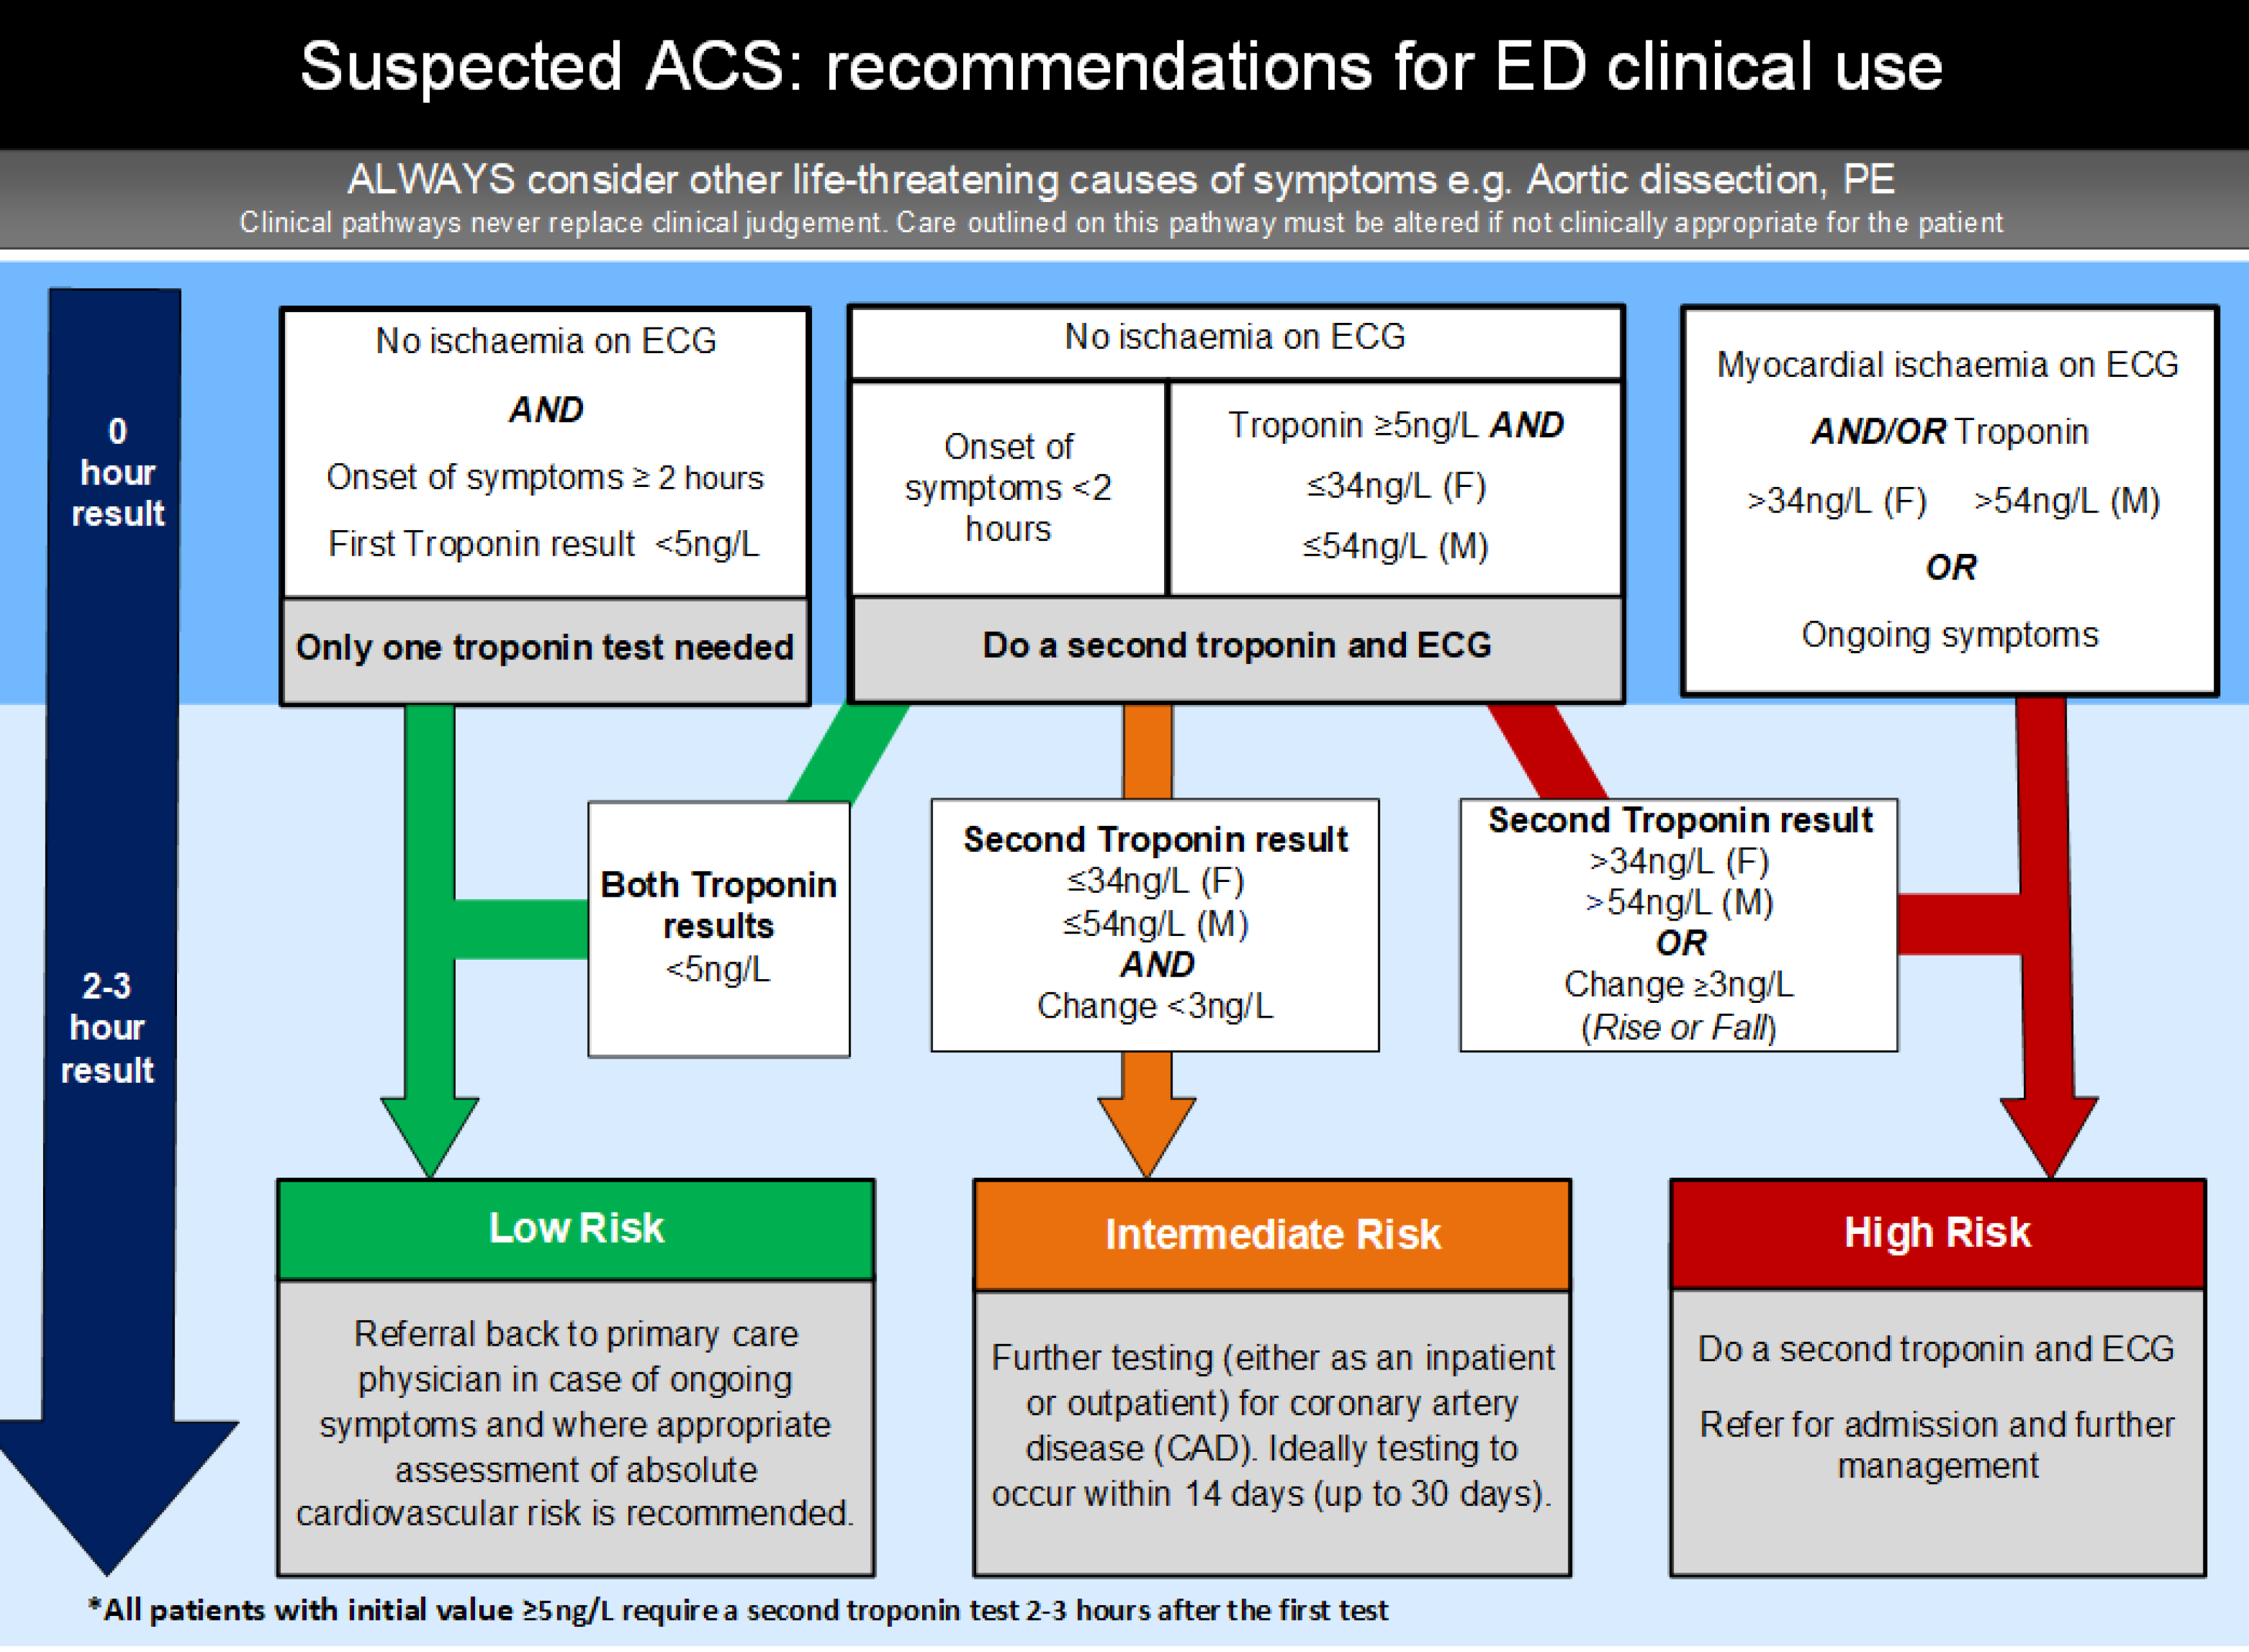 Suspected ACS: recommendations for ED clinical use
ALWAYS consider other life-threatening causes of symptoms e.g. Aortic dissection, PE
Clinical pathways never replace clinical judgement. Care outlined on this pathway must be altered if not clinically appropriate for the patient
0
hour
result
No ischaemia on ECG
AND
Onset of symptoms ≥ 2 hours
First Troponin result <5ng/L
Only one troponin test needed
No ischaemia on ECG
Onset of
symptoms <2
hours
Troponin ≥5ng/L AND
≤34ng/L (F)
≤54ng/L (M)
Do a second troponin and ECG
Myocardial ischaemia on ECG
AND/OR Troponin
>34ng/L (F) >54ng/L (M)
OR
Ongoing symptoms
2-3
hour
result
Both Troponin
results
<5ng/L
Second Troponin result
≤34ng/L (F)
≤54ng/L (M)
AND
Change <3ng/L
Second Troponin result
>34ng/L (F)
>54ng/L (M)
OR
Change ≥3ng/L
(Rise or Fall)
Low Risk
Referral back to primary care
physician in case of ongoing
symptoms and where appropriate
assessment of absolute
cardiovascular risk is recommended.
Intermediate Risk
Further testing (either as an inpatient
or outpatient) for coronary artery
disease (CAD). Ideally testing to
occur within 14 days (up to 30 days).
High Risk
Do a second troponin and ECG
Refer for admission and further
management
*All patients with initial value ≥5ng/L require a second troponin test 2-3 hours after the first test